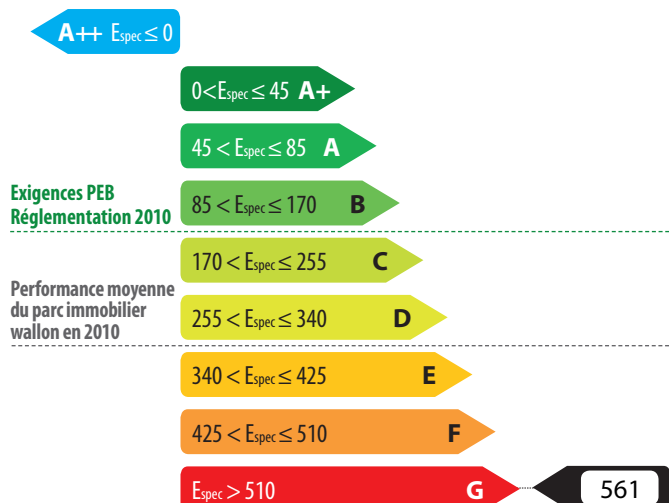 A++ Espec ≤ 0
0<Espec ≤ 45 A+
45 < Espec ≤ 85 A
Exigences PEB
Réglementation 2010
85 < Espec ≤ 170 B
170 < Espec ≤ 255 C
Performance moyenne
du parc immobilier
wallon en 2010
255 < Espec ≤ 340 D
340 < Espec ≤ 425 E
425 < Espec ≤ 510 F
Espec > 510 G 561